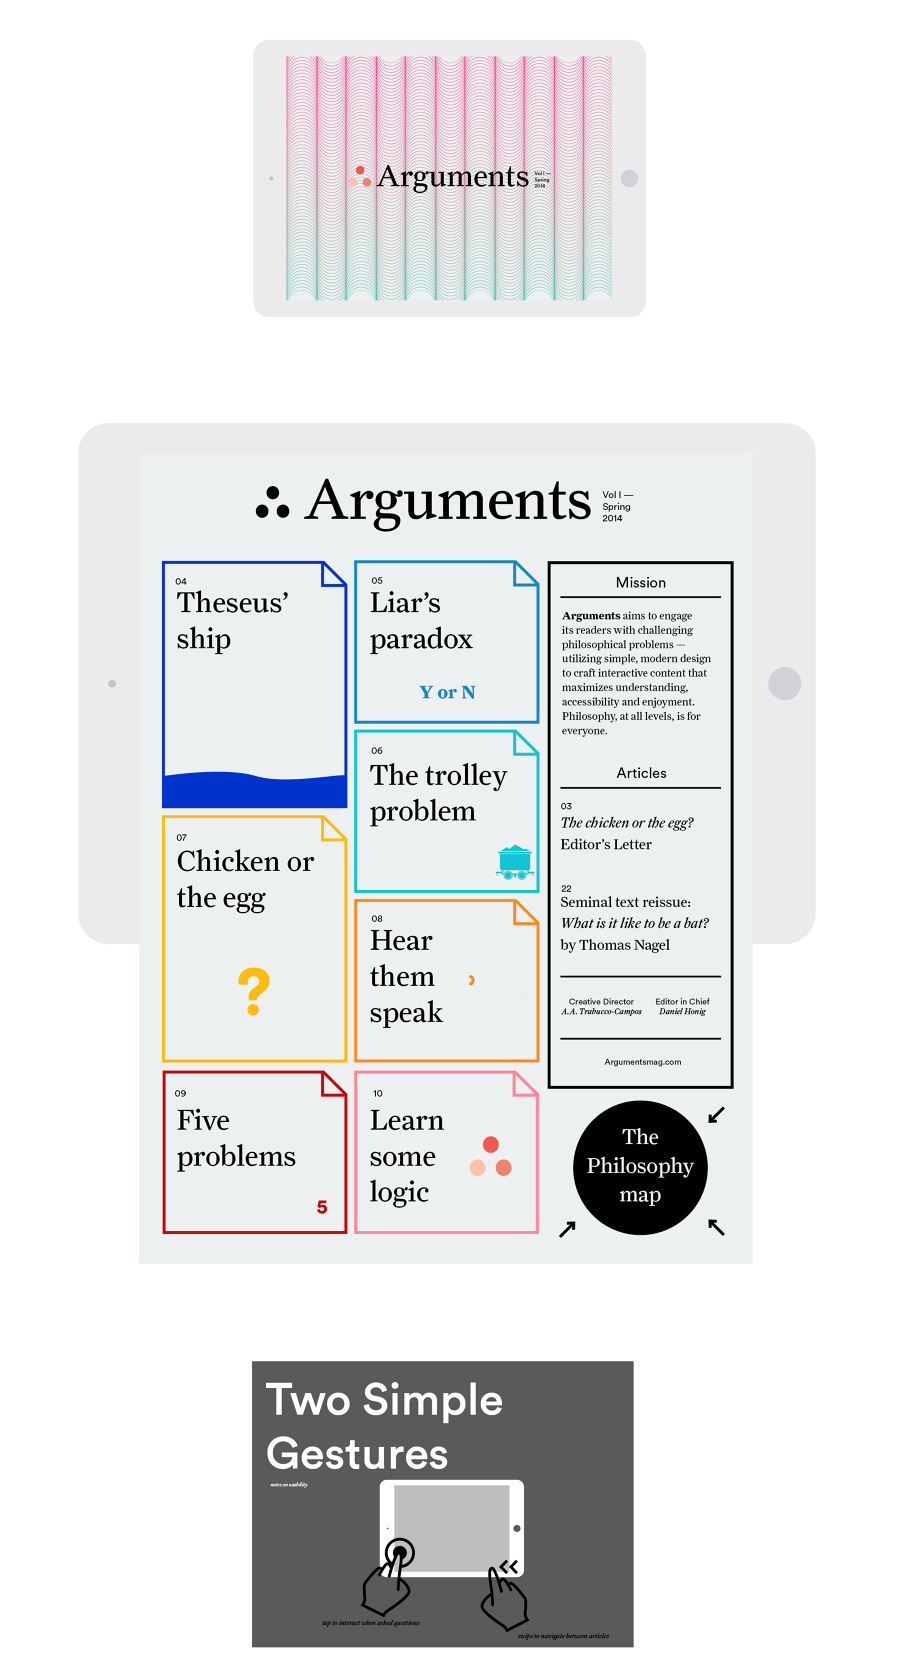 Arguments
Vol I —
Spring
2014
Arguments
Vol I —
Spring
2014
04
Theseus’
ship
05
Liar’s
paradox
Y or N
06
The trolley
problem
07
Chicken or
the egg
?
08
Hear
them
speak
09
Five
problems
5
10
Learn
some
logic
Mission
Arguments aims to engage
its readers with challenging
philosophical problems —
utilizing simple, modern design
to craft interactive content that
maximizes understanding,
accessibility and enjoyment.
Philosophy, at all levels, is for
everyone.
Articles
03
The chicken or the egg?
Editor’s Letter
22
Seminal text reissue:
What is it like to be a bat?
by Thomas Nagel
Creative Director
A.A. Trabucco-Campos
Editor in Chief
Daniel Honig
Argumentsmag.com
The
Philosophy
map
Two Simple
Gestures
notes on usability
tap to interact when asked questions
swipe to navigate between articles